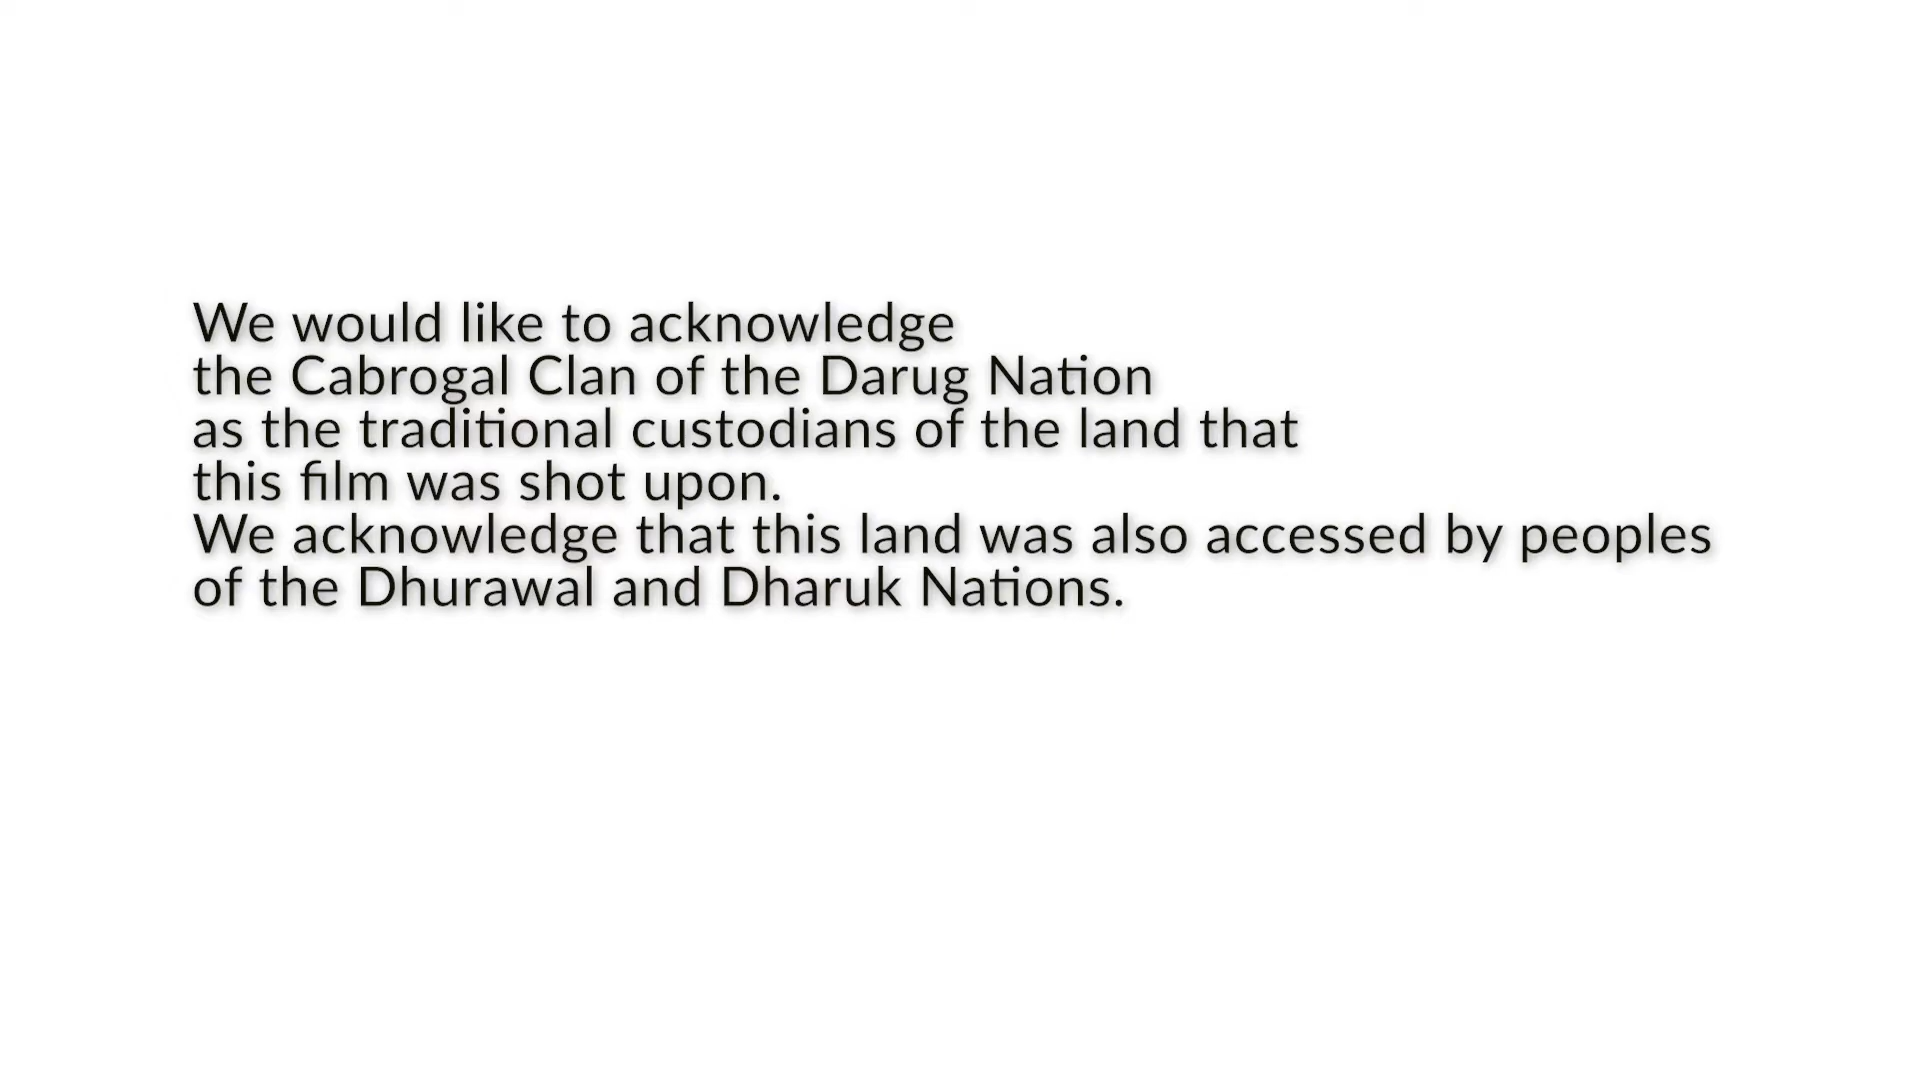 We would like to acknowledge
the Cabrogal Clan of the Darug Nation
as the traditional custodians of the land that
this film was shot upon.
We acknowledge that this land was also accessed by peoples
of the Dhurawal and Dharuk Nations.